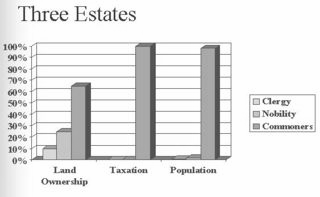 Three Estates
100%
90%
80%
70%
60%
50%
40%
30%
20%
10%
0%
Land
Ownership
Taxation
Population
Clergy
Nobility
Commoners